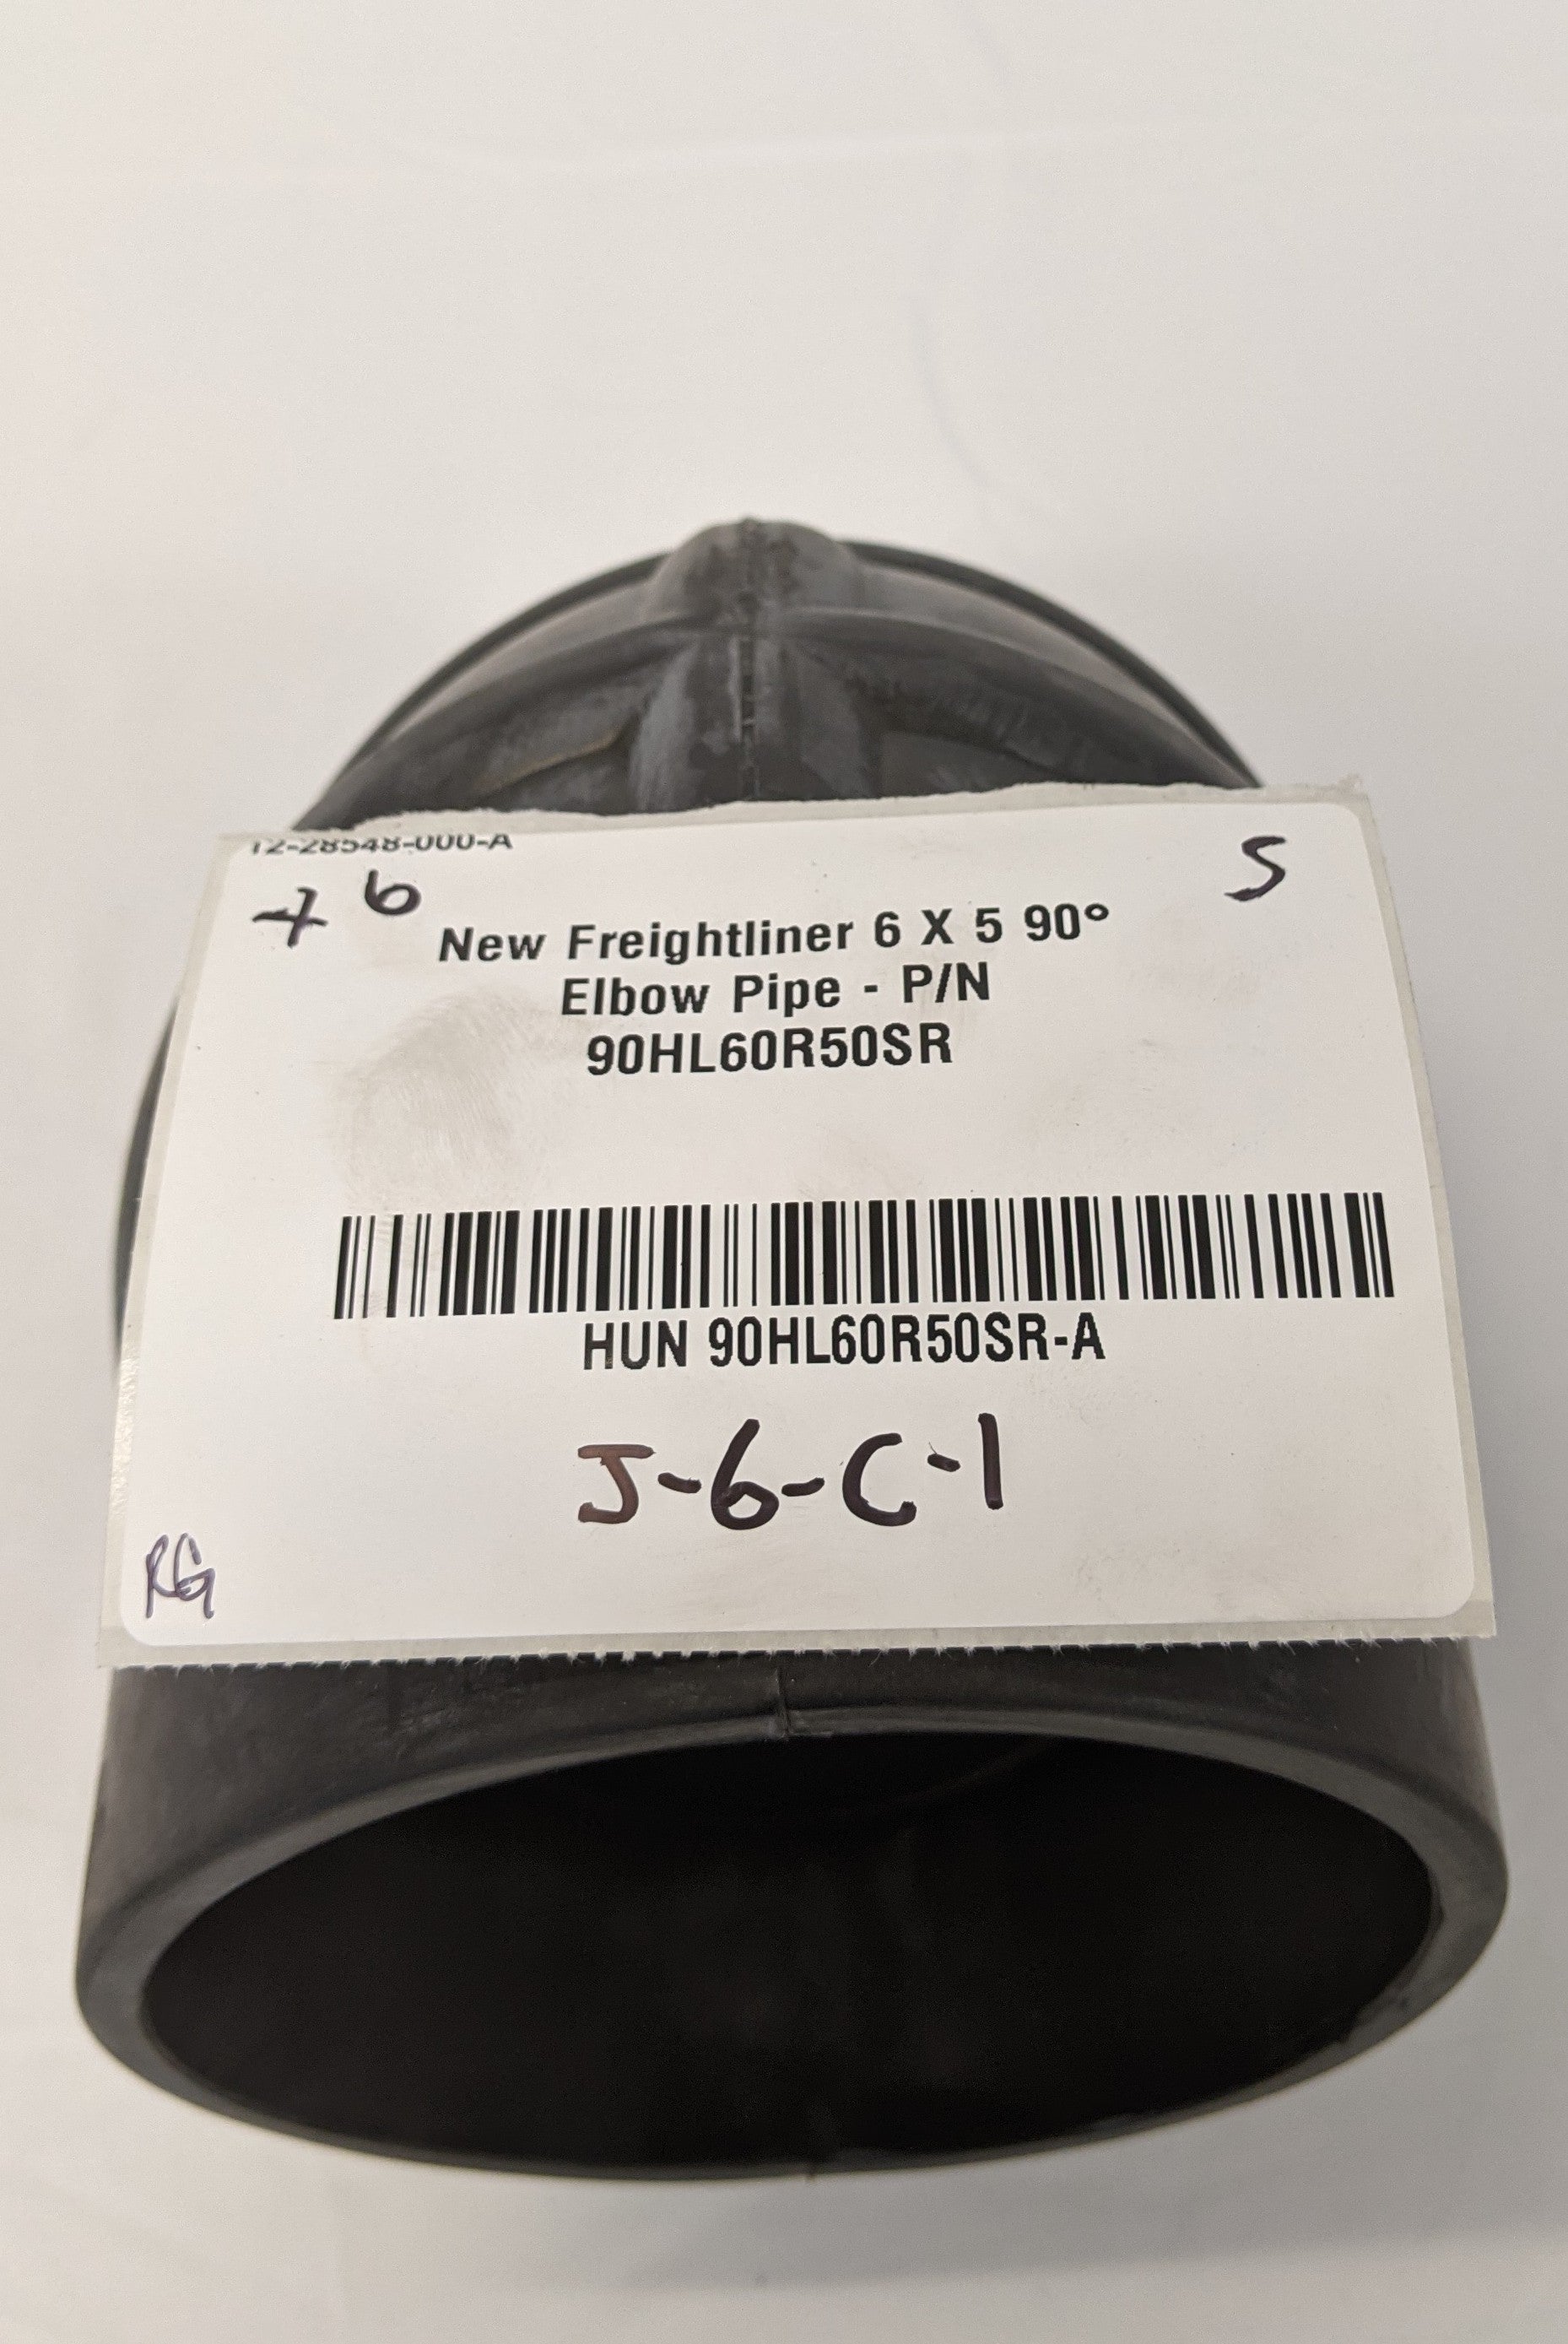 12-28548-000-A
+ 6
S
New Freightliner 6 X 5 90°
Elbow Pipe - P/N
90HL60R50SR
HUN 90HL60R50SR-A
J-6-C-1
RG